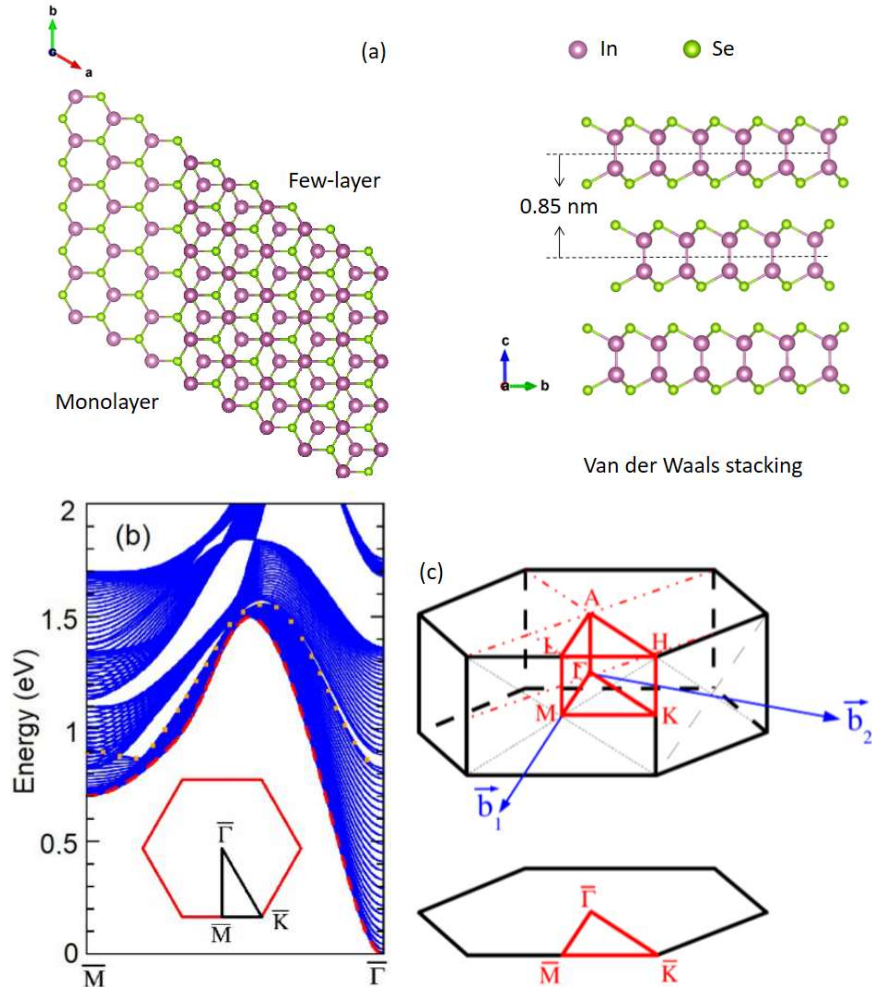 b
a
c
(a)
In
Se
Few-layer
0.85 nm
Monolayer
c
a
b
Van der Waals stacking
(b)
2
1.5
1
0.5
0
Energy (eV)
M̅
Γ̅
Γ̅
M̅
K̅
(c)
A
L
H
Γ
M
K
b⃗₂
b⃗₁
Γ̅
M̅
K̅